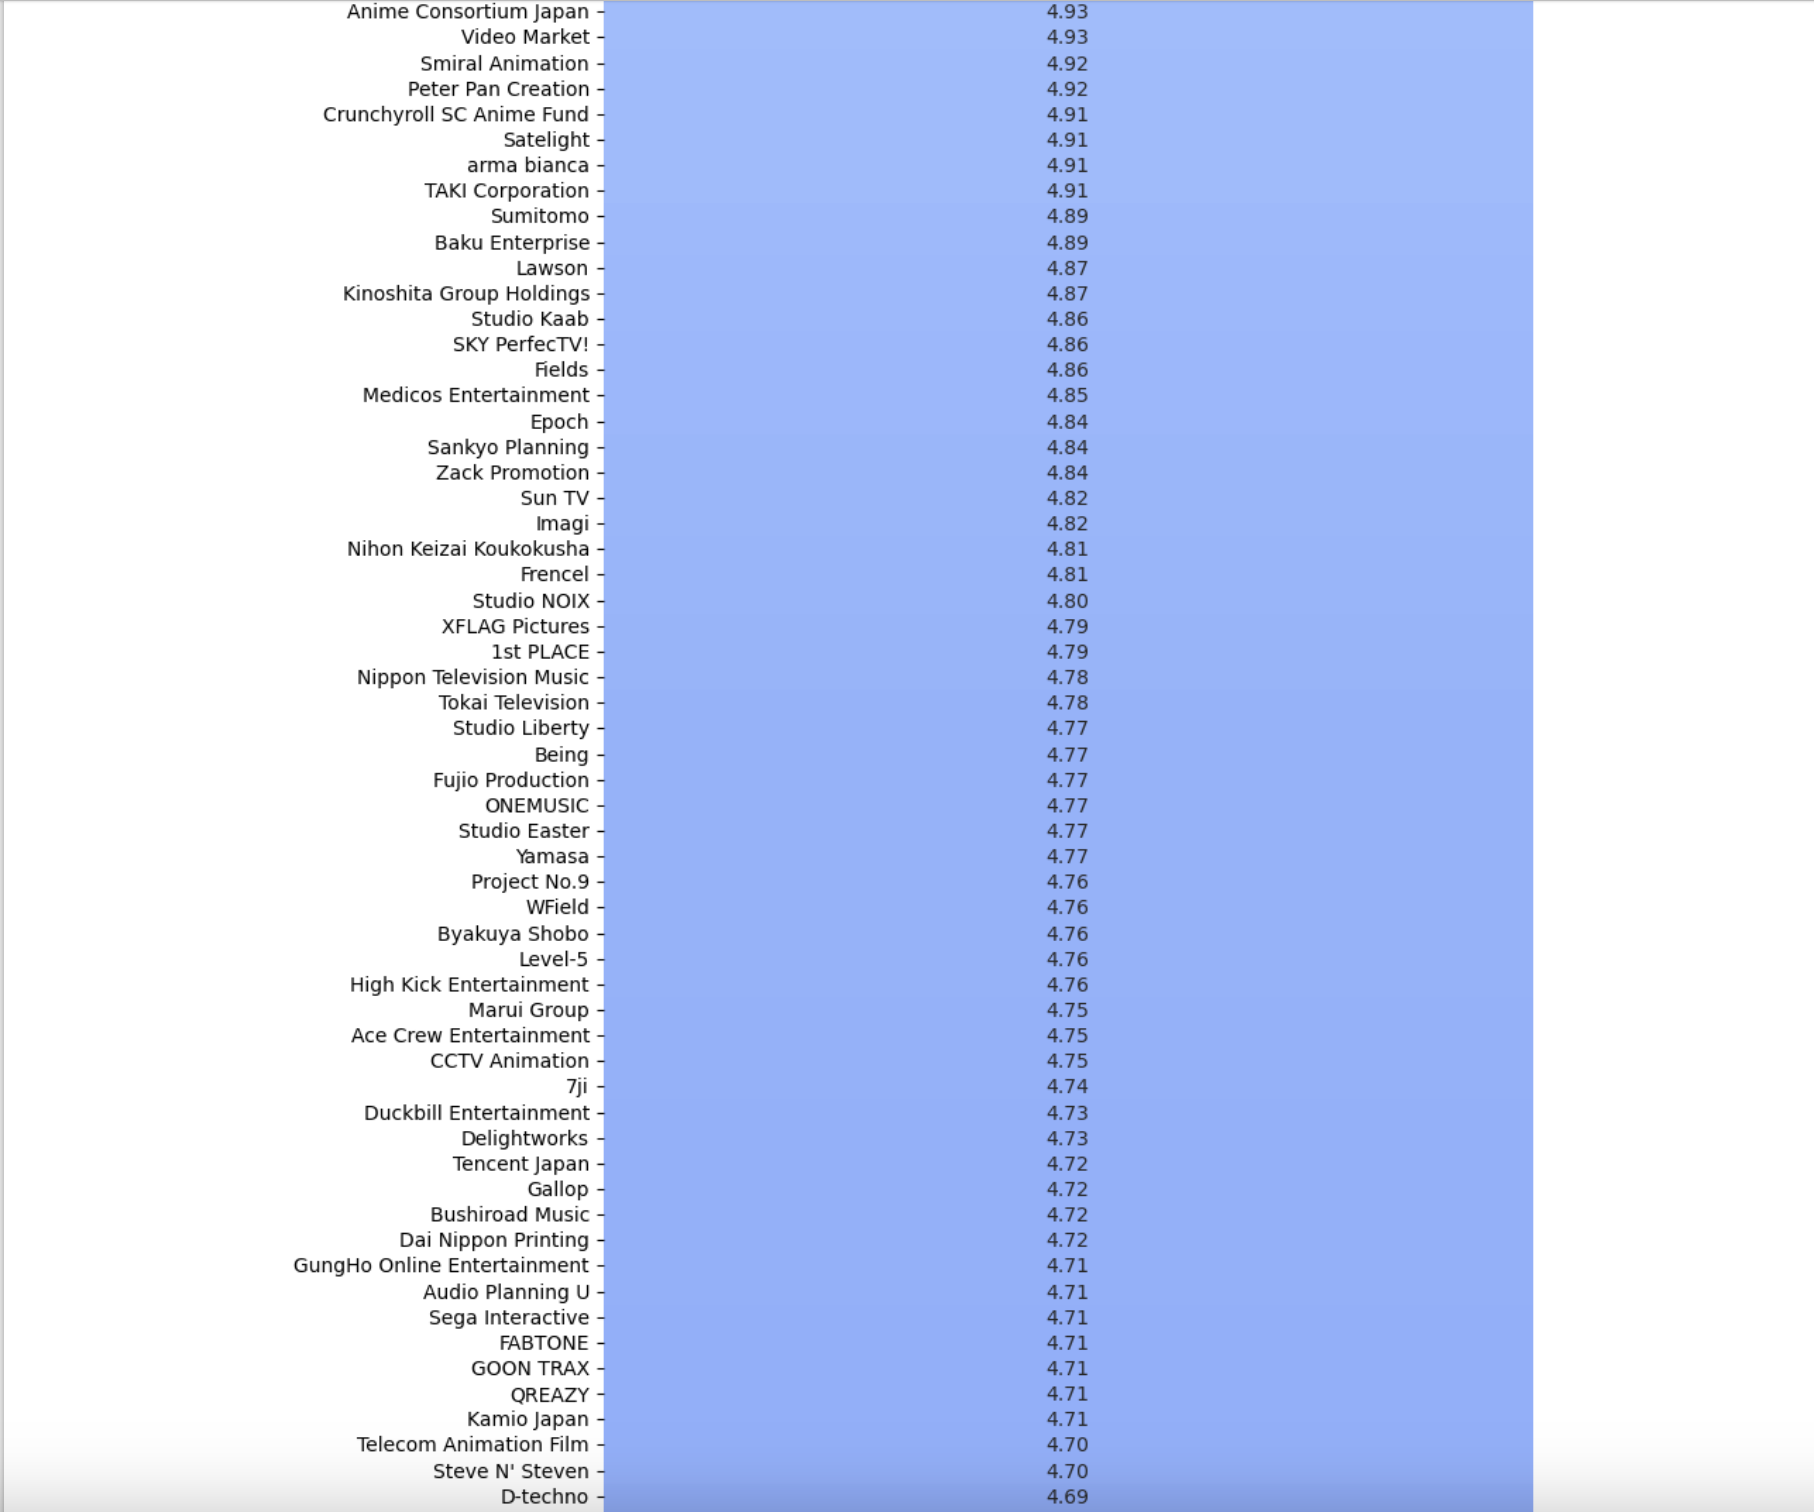 Anime Consortium Japan 4.93
Video Market 4.93
Smiral Animation 4.92
Peter Pan Creation 4.92
Crunchyroll SC Anime Fund 4.91
Satelight 4.91
arma bianca 4.91
TAKI Corporation 4.91
Sumitomo 4.89
Baku Enterprise 4.89
Lawson 4.87
Kinoshita Group Holdings 4.87
Studio Kaab 4.86
SKY PerfecTV! 4.86
Fields 4.86
Medicos Entertainment 4.85
Epoch 4.84
Sankyo Planning 4.84
Zack Promotion 4.84
Sun TV 4.82
Imagi 4.82
Nihon Keizai Koukokusha 4.81
Frencel 4.81
Studio NOIX 4.80
XFLAG Pictures 4.79
1st PLACE 4.79
Nippon Television Music 4.78
Tokai Television 4.78
Studio Liberty 4.77
Being 4.77
Fujio Production 4.77
ONEMUSIC 4.77
Studio Easter 4.77
Yamasa 4.77
Project No.9 4.76
WField 4.76
Byakuya Shobo 4.76
Level-5 4.76
High Kick Entertainment 4.76
Marui Group 4.75
Ace Crew Entertainment 4.75
CCTV Animation 4.75
7ji 4.74
Duckbill Entertainment 4.73
Delightworks 4.73
Tencent Japan 4.72
Gallop 4.72
Bushiroad Music 4.72
Dai Nippon Printing 4.72
GungHo Online Entertainment 4.71
Audio Planning U 4.71
Sega Interactive 4.71
FABTONE 4.71
GOON TRAX 4.71
QREAZY 4.71
Kamio Japan 4.71
Telecom Animation Film 4.70
Steve N' Steven 4.70
D-techno 4.69